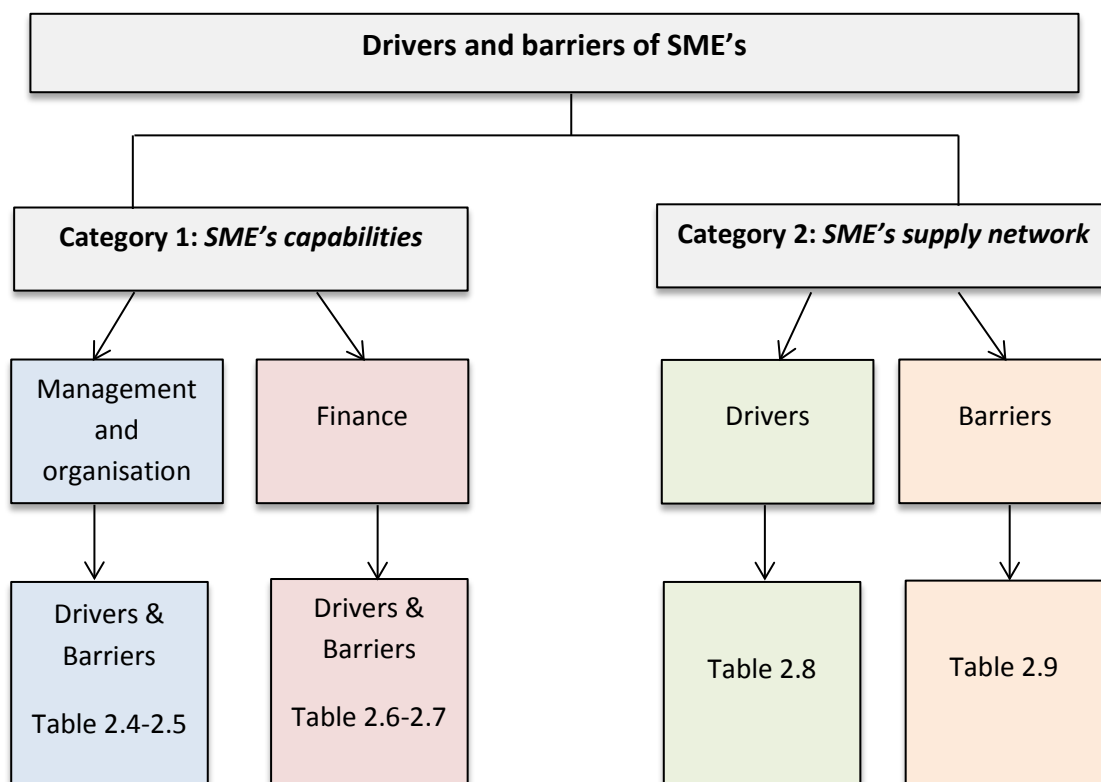 Drivers and barriers of SME's
Category 1: SME's capabilities
Category 2: SME's supply network
Management
and
organisation
Finance
Drivers
Barriers
Drivers &
Barriers
Table 2.4-2.5
Drivers &
Barriers
Table 2.6-2.7
Table 2.8
Table 2.9